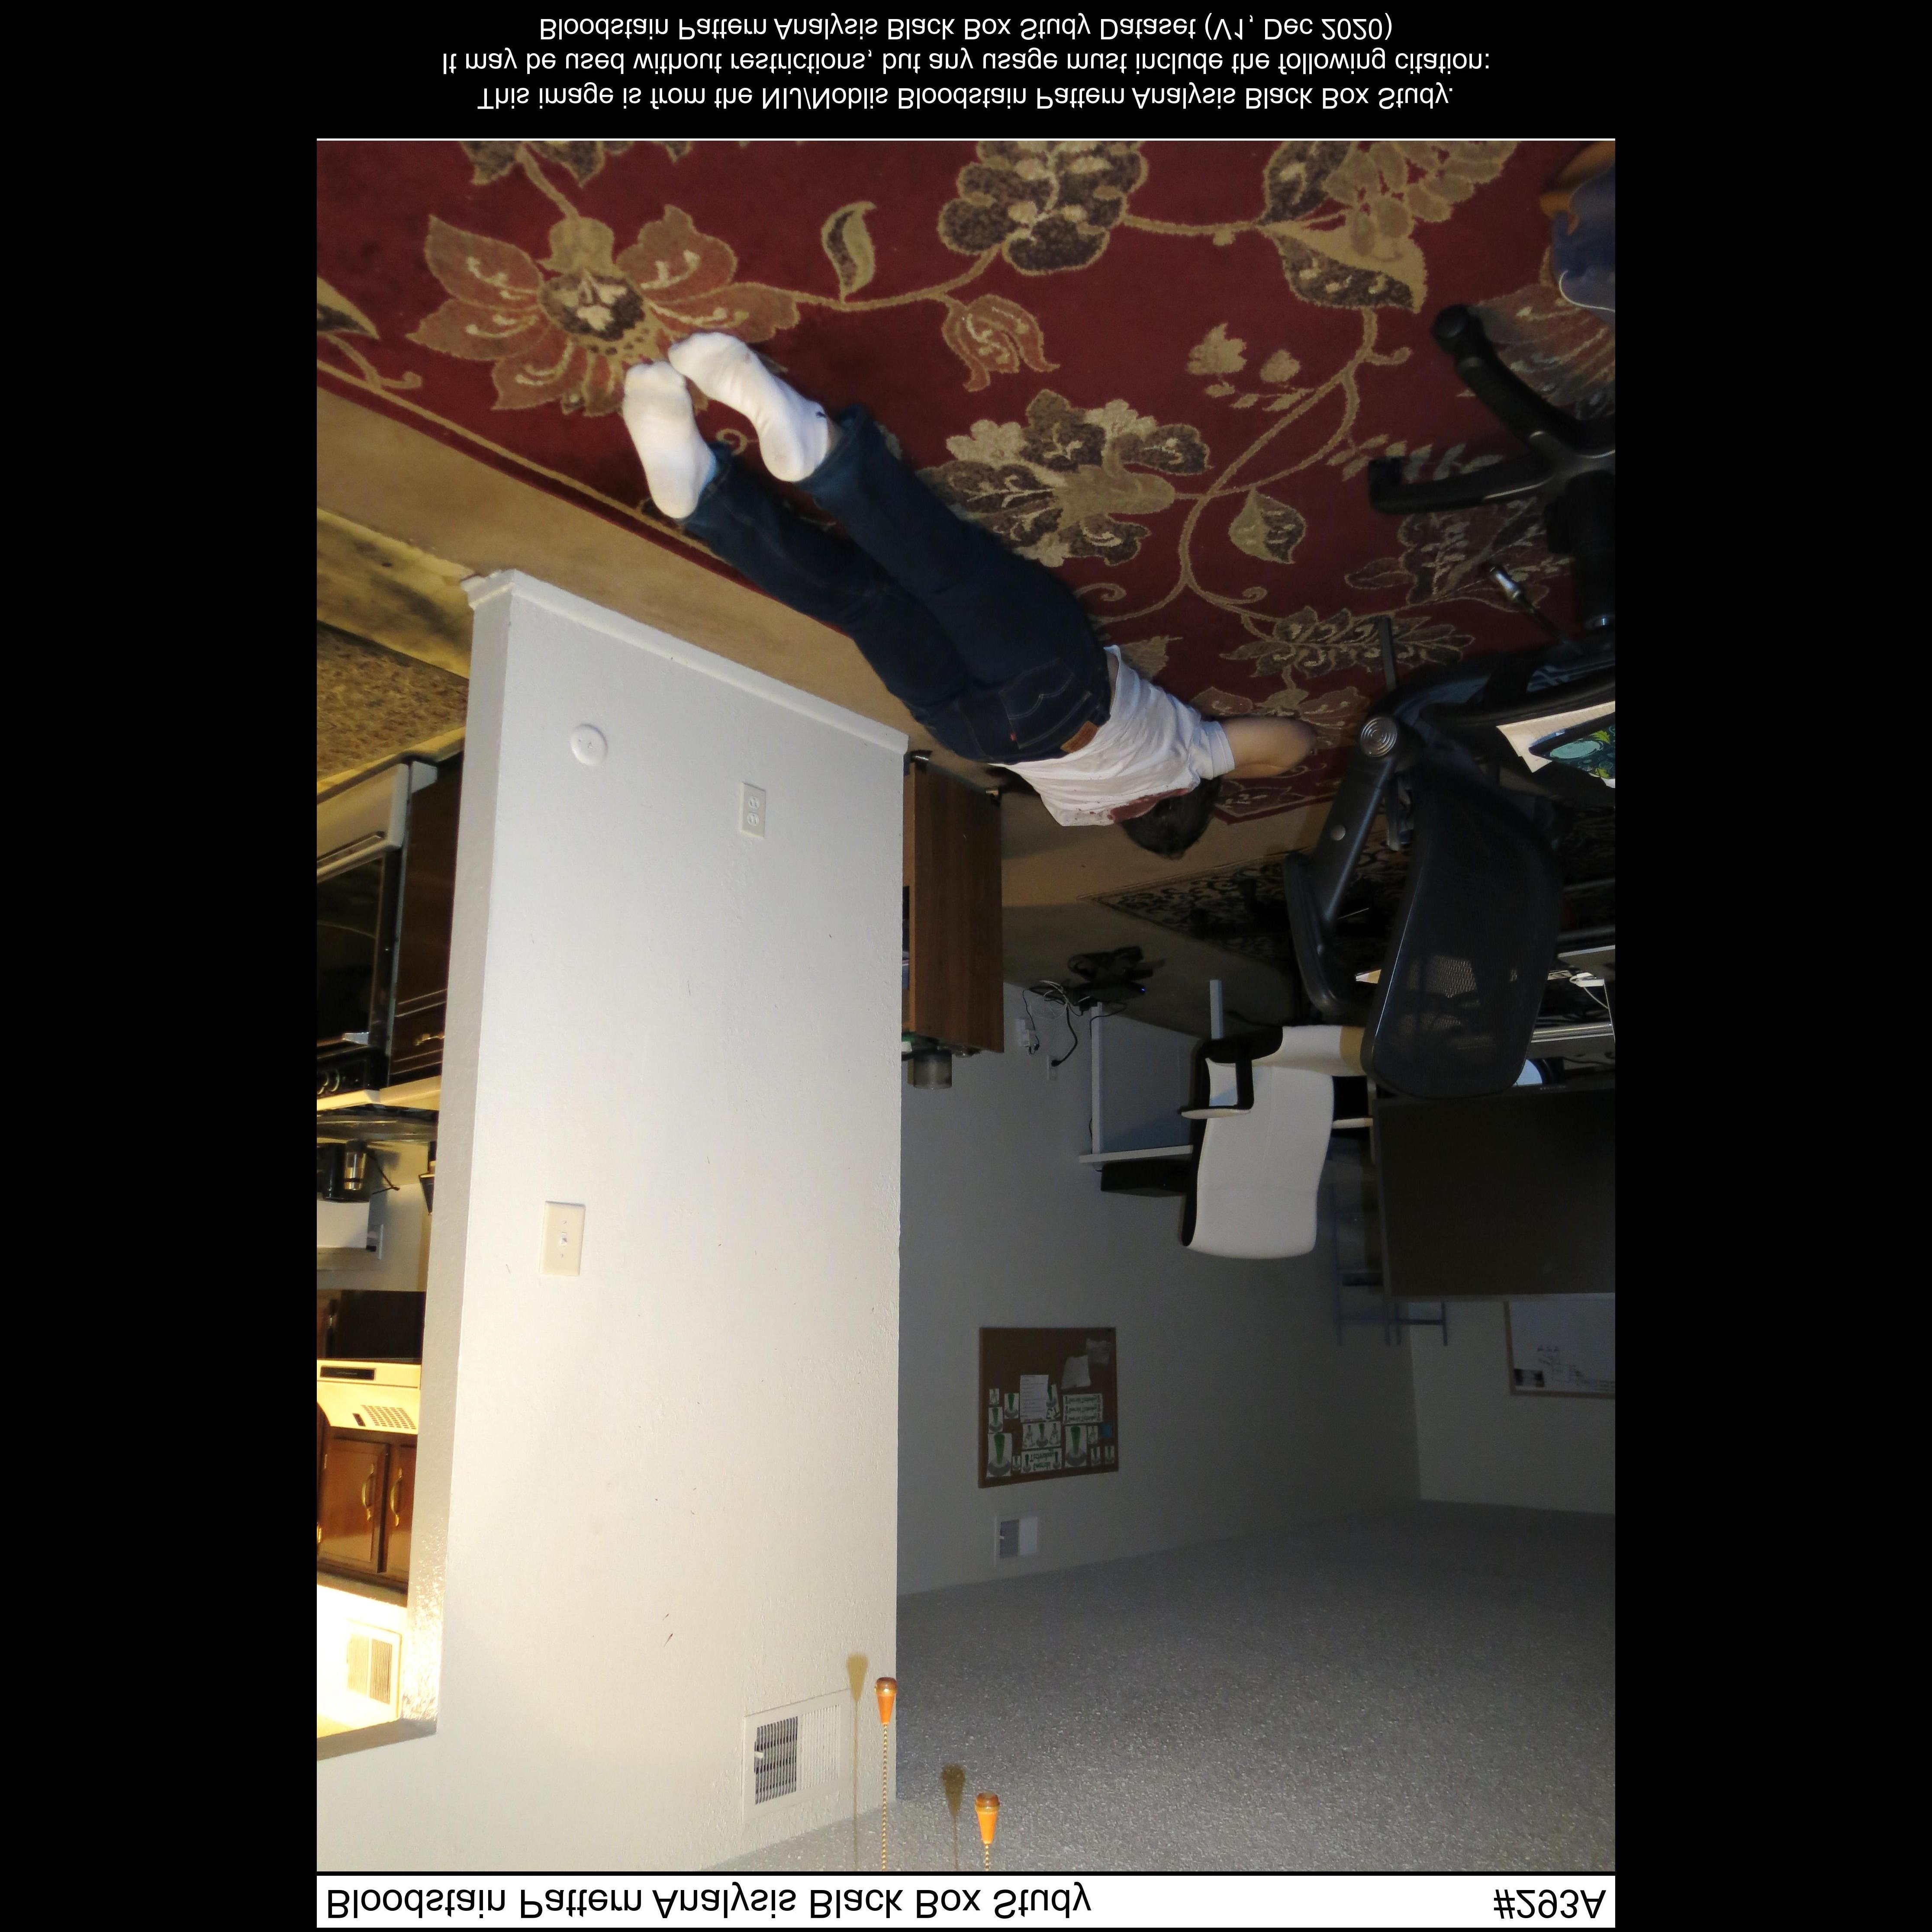 Bloodstain Pattern Analysis Black Box Study #293A
This image is from the NIJ/Noblis Bloodstain Pattern Analysis Black Box Study.
It may be used without restrictions, but any usage must include the following citation:
Bloodstain Pattern Analysis Black Box Study Dataset (V1, Dec 2020)